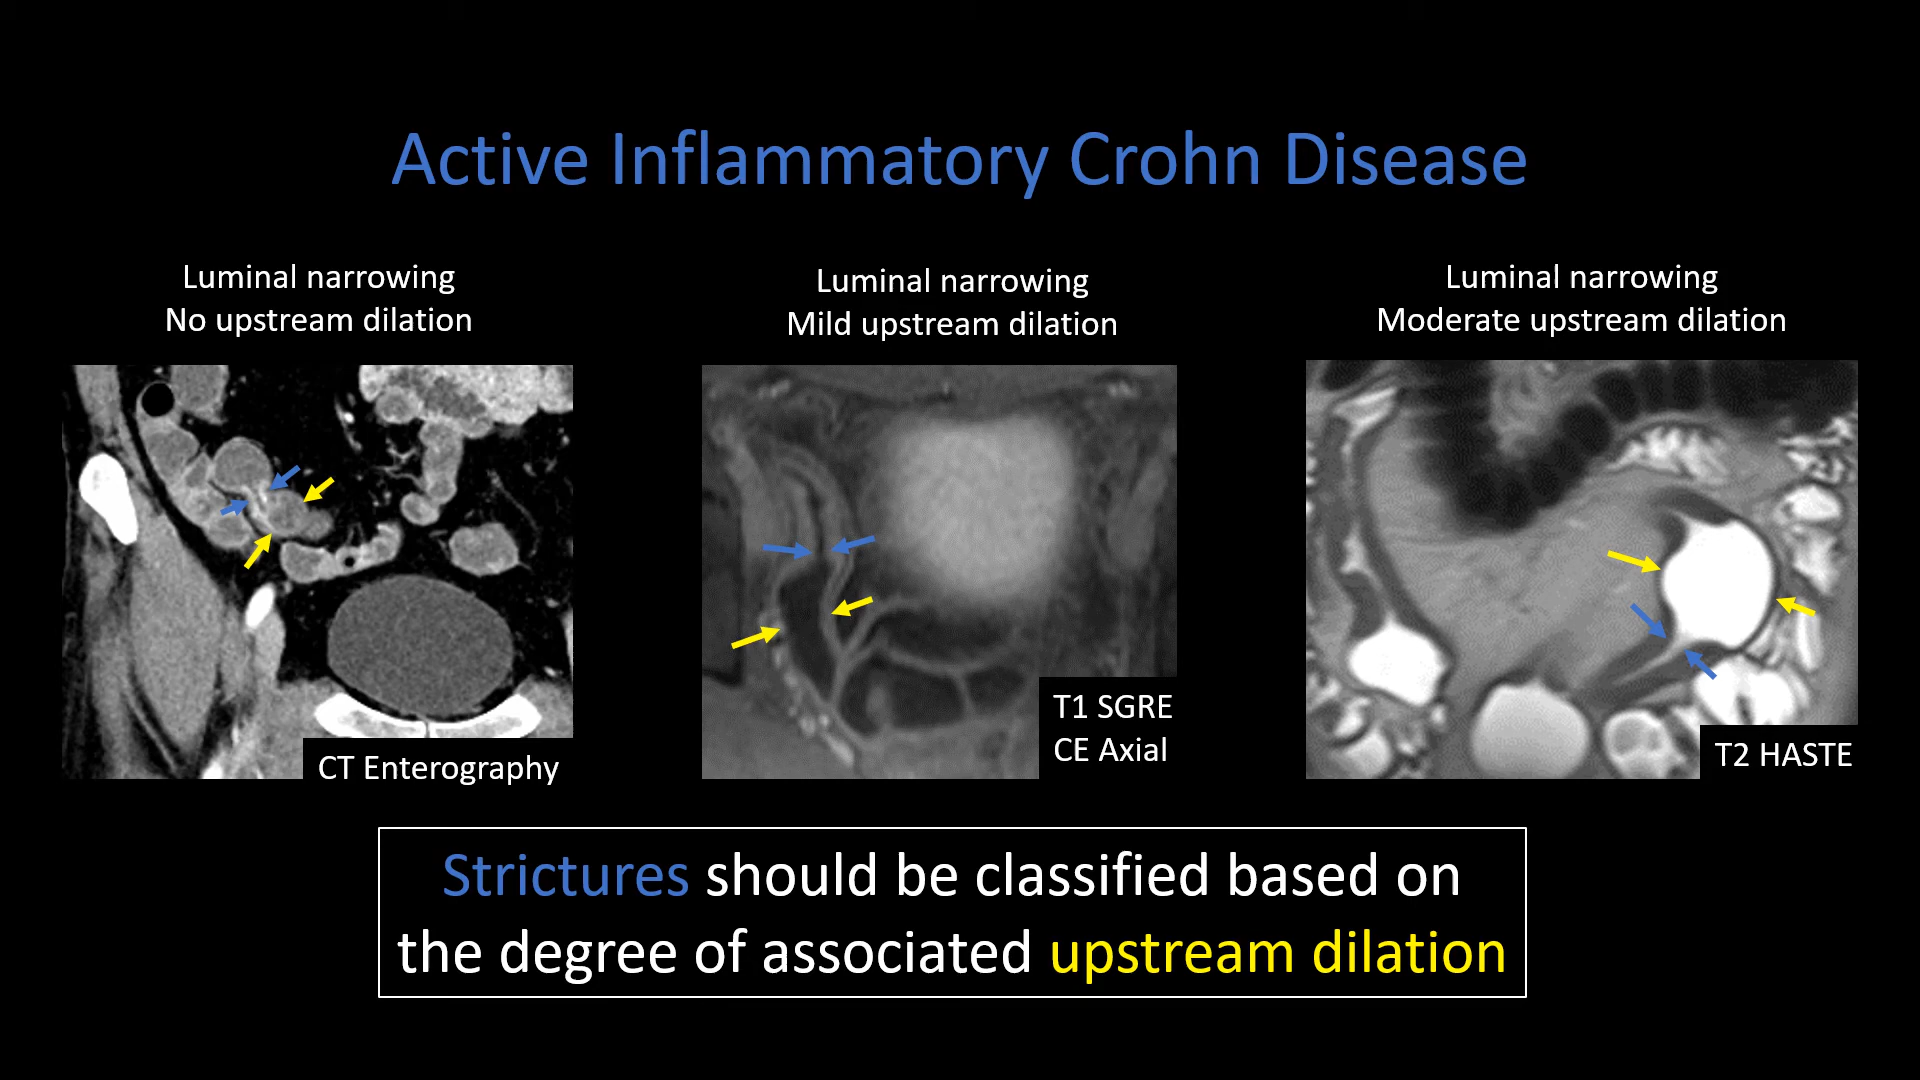 Active Inflammatory Crohn Disease
Luminal narrowing
No upstream dilation
Luminal narrowing
Mild upstream dilation
Luminal narrowing
Moderate upstream dilation
CT Enterography
T1 SGRE
CE Axial
T2 HASTE
Strictures should be classified based on
the degree of associated upstream dilation